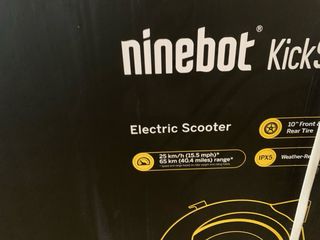 ninebot® KickS
Electric Scooter
10" Front &
Rear Tire
25 km/h (15.5 mph)*
65 km (40.4 miles) range*
IPX5
Weather-Re